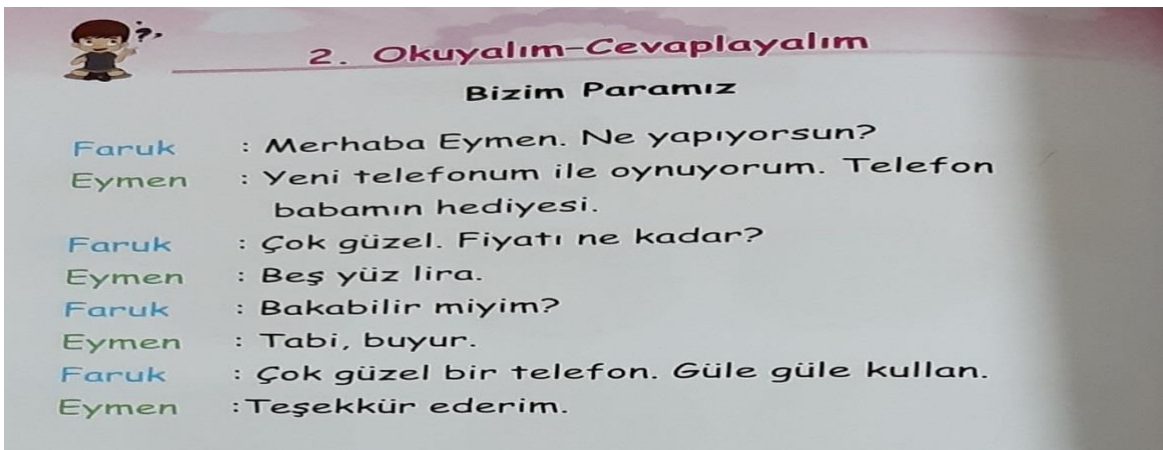 ?,
2. Okuyalım-Cevaplayalım
Bizim Paramız
Faruk : Merhaba Eymen. Ne yapıyorsun?
Eymen : Yeni telefonum ile oynuyorum. Telefon
babamın hediyesi.
Faruk : Çok güzel. Fiyatı ne kadar?
Eymen : Beş yüz lira.
Faruk : Bakabilir miyim?
Eymen : Tabi, buyur.
Faruk : Çok güzel bir telefon. Güle güle kullan.
Eymen :Teşekkür ederim.